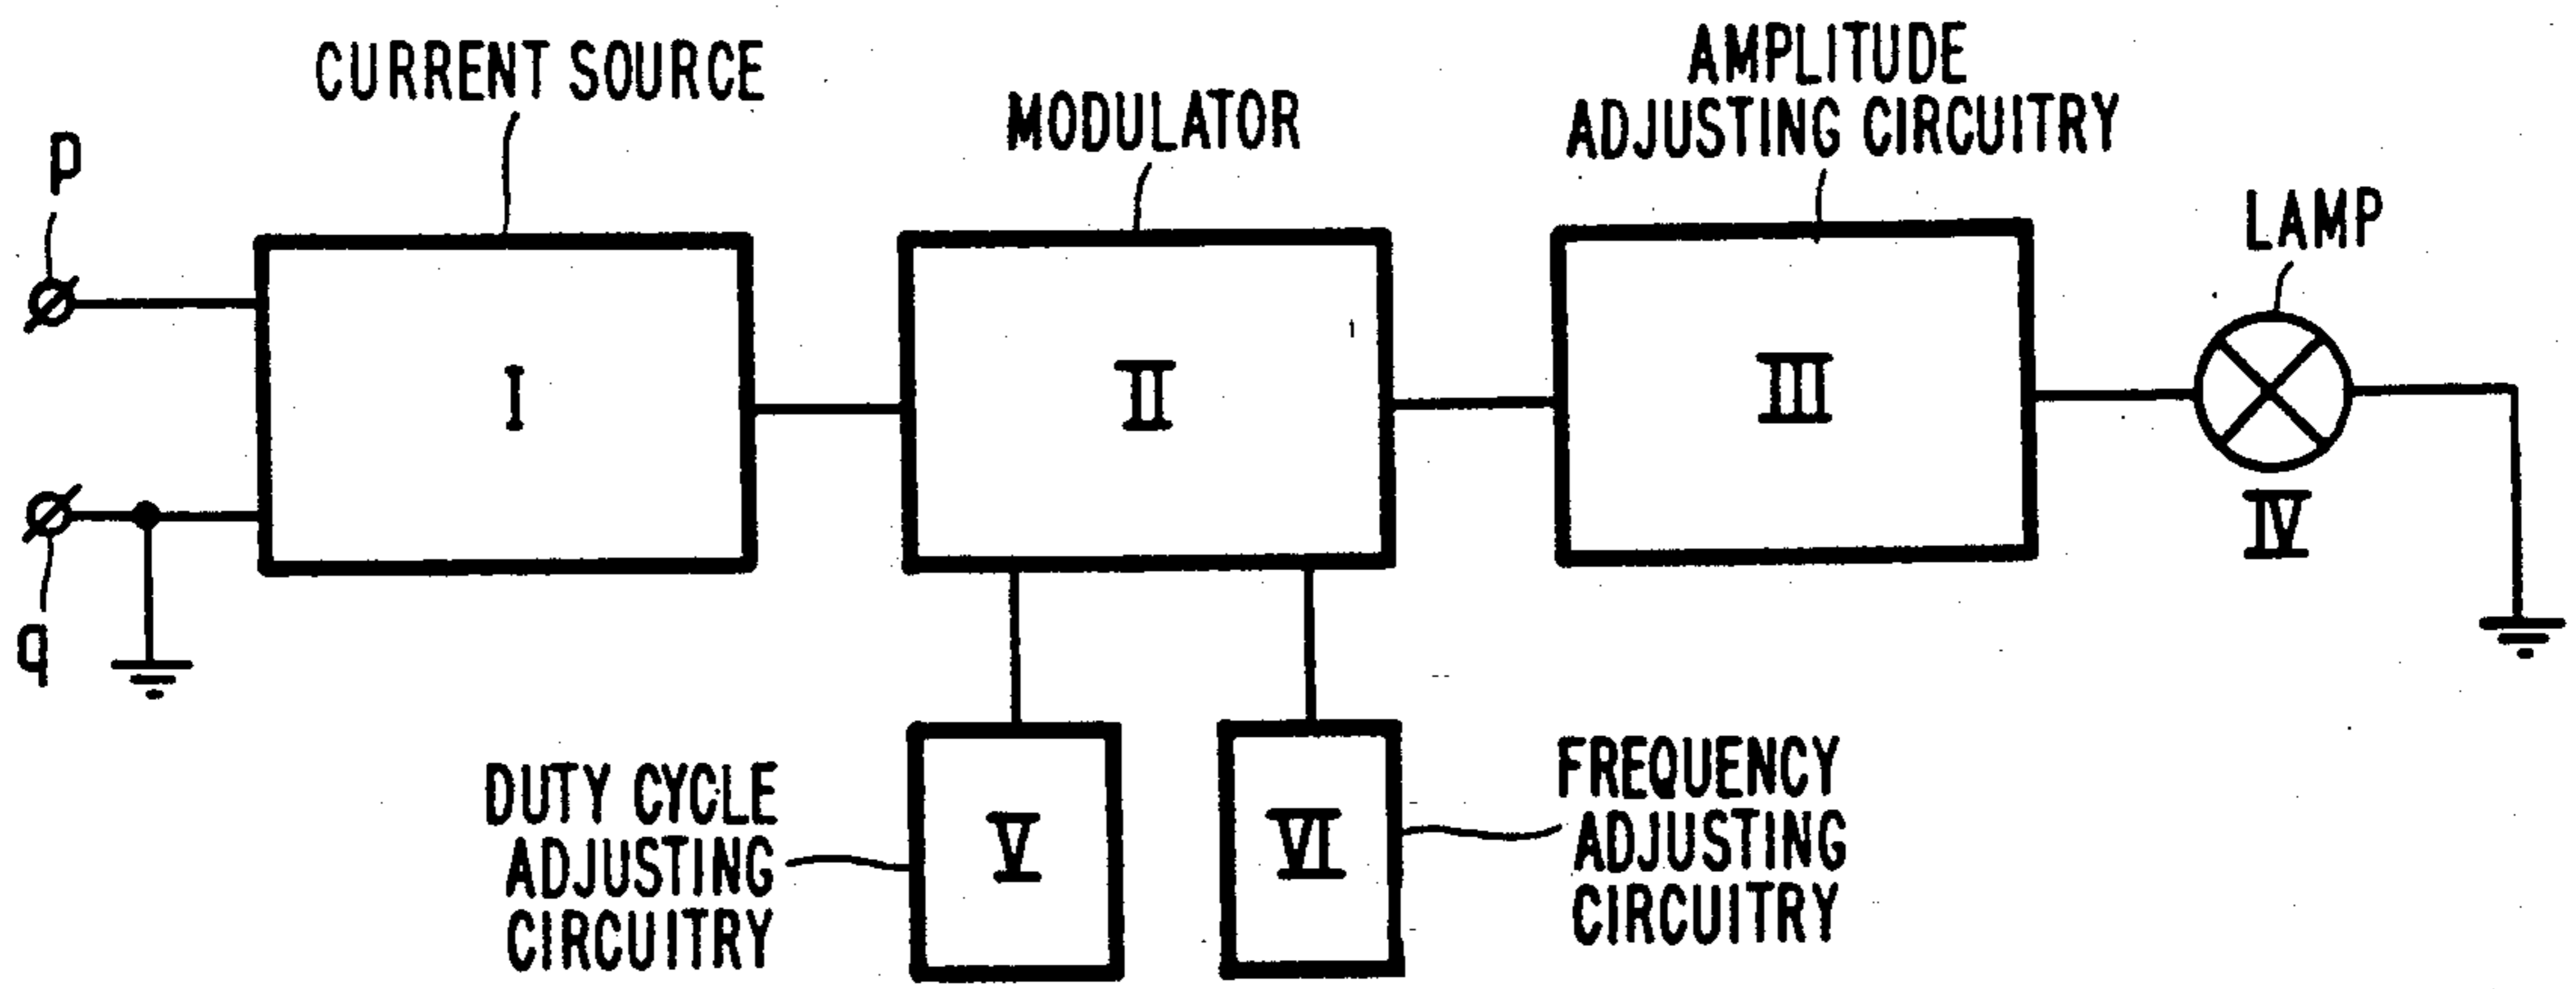 CURRENT SOURCE
MODULATOR
AMPLITUDE
ADJUSTING CIRCUITRY
LAMP
p
q
I
II
III
IV
DUTY CYCLE
ADJUSTING
CIRCUITRY
V
VI
FREQUENCY
ADJUSTING
CIRCUITRY